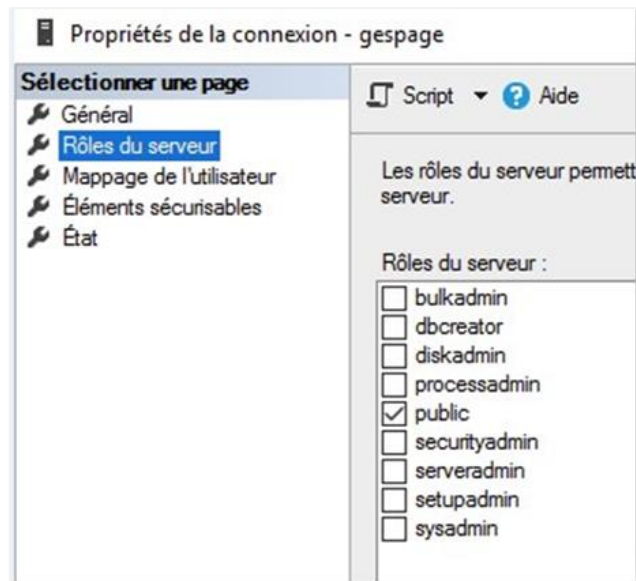 Propriétés de la connexion - gespage
Sélectionner une page
Général
Rôles du serveur
Mappage de l'utilisateur
Éléments sécurisables
État
Script
Aide
Les rôles du serveur permett
serveur.
Rôles du serveur :
bulkadmin
dbcreator
diskadmin
processadmin
public
securityadmin
serveradmin
setupadmin
sysadmin